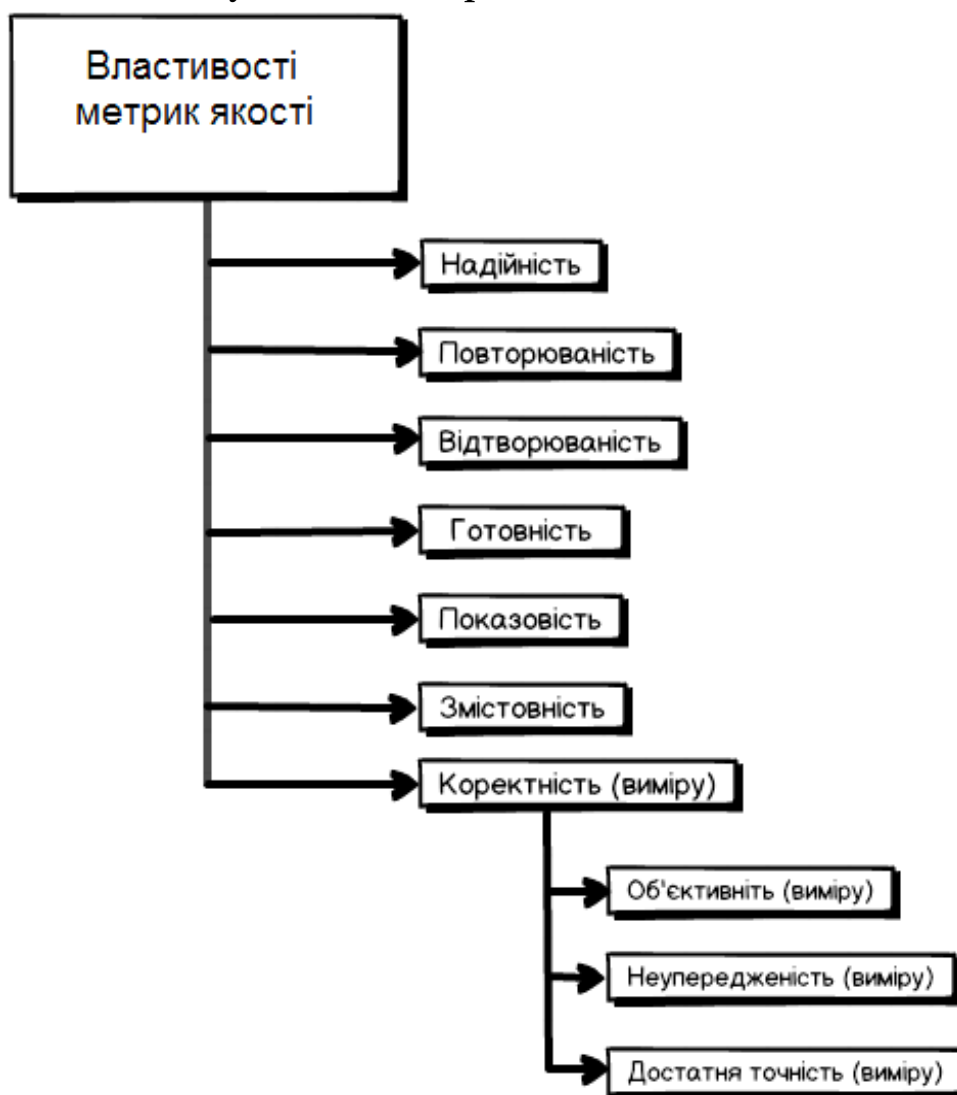 Властивості
метрик якості
Надійність
Повторюваність
Відтворюваність
Готовність
Показовість
Змістовність
Коректність (виміру)
Об'єктивніть (виміру)
Неупередженість (виміру)
Достатня точність (виміру)